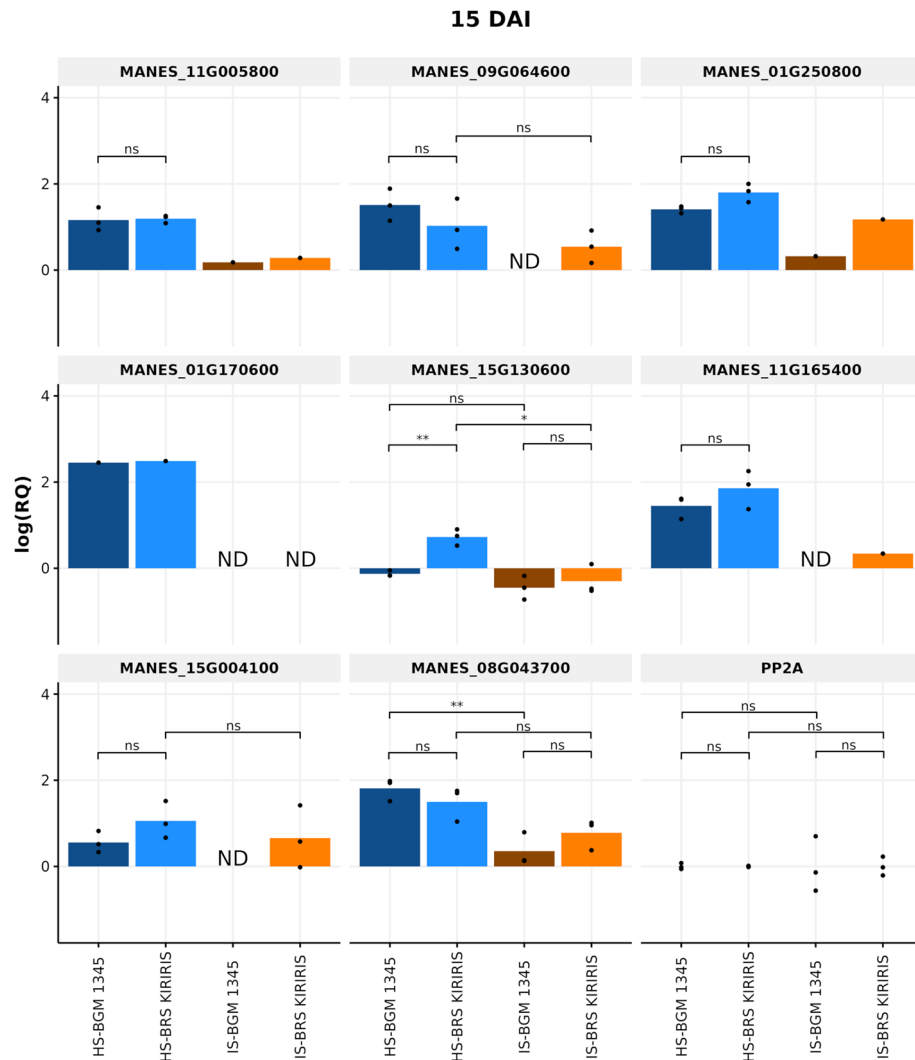 15 DAI
MANES_11G005800 MANES_09G064600 MANES_01G250800
4
2
0
ns
ns
ns
ND
ns
MANES_01G170600 MANES_15G130600 MANES_11G165400
4
2
0
ND ND
ns
*
**
ns
ns
ND
log(RQ)
MANES_15G004100 MANES_08G043700 PP2A
4
2
0
ns
ns
ND
**
ns
ns
ns
ns
ns
ns
ns
HS-BGM 1345
HS-BRS KIRIRIS
IS-BGM 1345
IS-BRS KIRIRIS
HS-BGM 1345
HS-BRS KIRIRIS
IS-BGM 1345
IS-BRS KIRIRIS
HS-BGM 1345
HS-BRS KIRIRIS
IS-BGM 1345
IS-BRS KIRIRIS